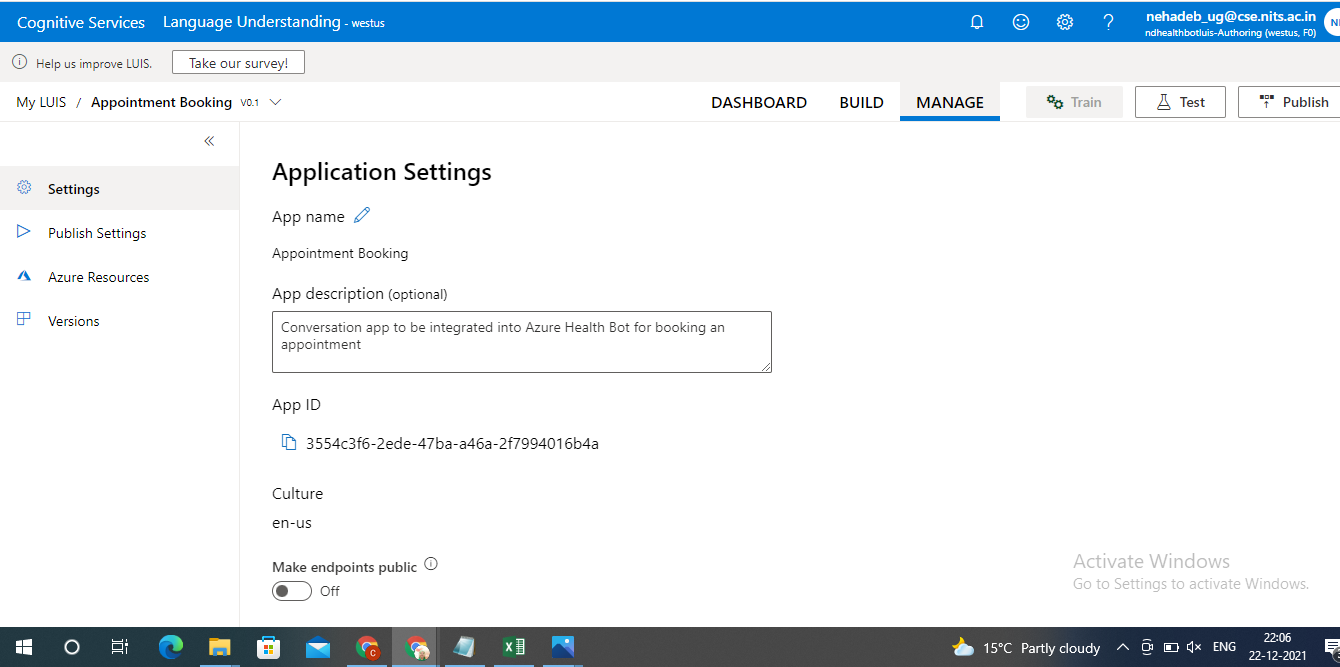 Cognitive Services Language Understanding - westus
nehadeb_ug@cse.nits.ac.in
ndhealthbotluis-Authoring (westus, F0)
Help us improve LUIS. Take our survey!
My LUIS / Appointment Booking V0.1 DASHBOARD BUILD MANAGE Train Test Publish
Settings
Publish Settings
Azure Resources
Versions
Application Settings
App name
Appointment Booking
App description (optional)
Conversation app to be integrated into Azure Health Bot for booking an
appointment
App ID
3554c3f6-2ede-47ba-a46a-2f7994016b4a
Culture
en-us
Make endpoints public
Off
Activate Windows
Go to Settings to activate Windows.
15°C Partly cloudy ENG
22:06
22-12-2021